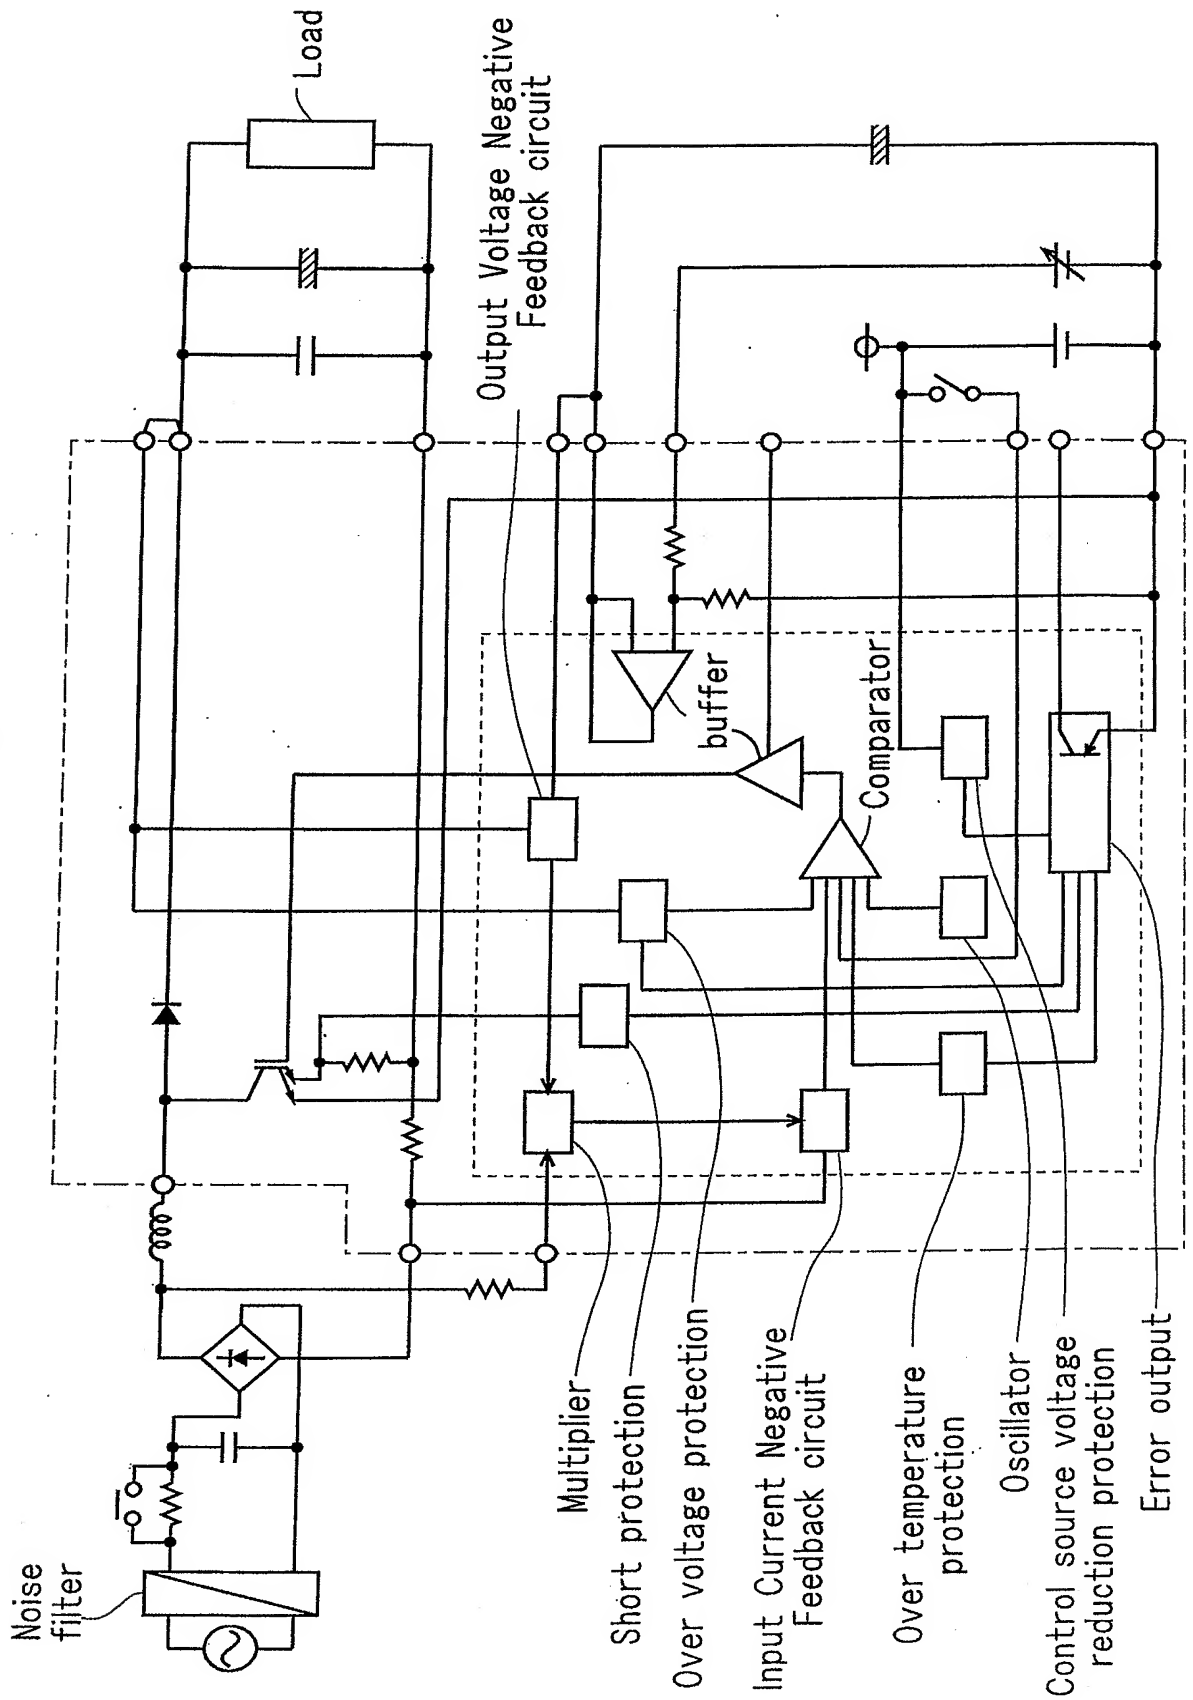 Noise
filter
Load
Output Voltage Negative
Feedback circuit
buffer
Comparator
Multiplier
Short protection
Over voltage protection
Input Current Negative
Feedback circuit
Over temperature
protection
Oscillator
Control source voltage
reduction protection
Error output